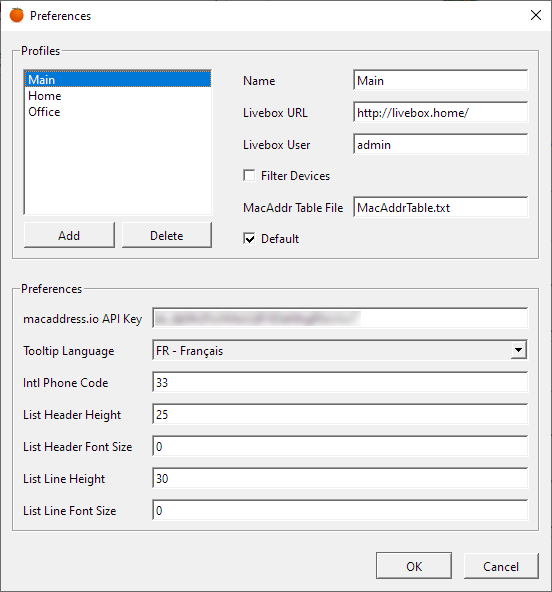 Preferences
Profiles
Main
Home
Office
Add
Delete
Name
Main
Livebox URL
http://livebox.home/
Livebox User
admin
Filter Devices
MacAddr Table File
MacAddrTable.txt
Default
Preferences
macaddress.io API Key
Tooltip Language
FR - Français
Intl Phone Code
33
List Header Height
25
List Header Font Size
0
List Line Height
30
List Line Font Size
0
OK
Cancel